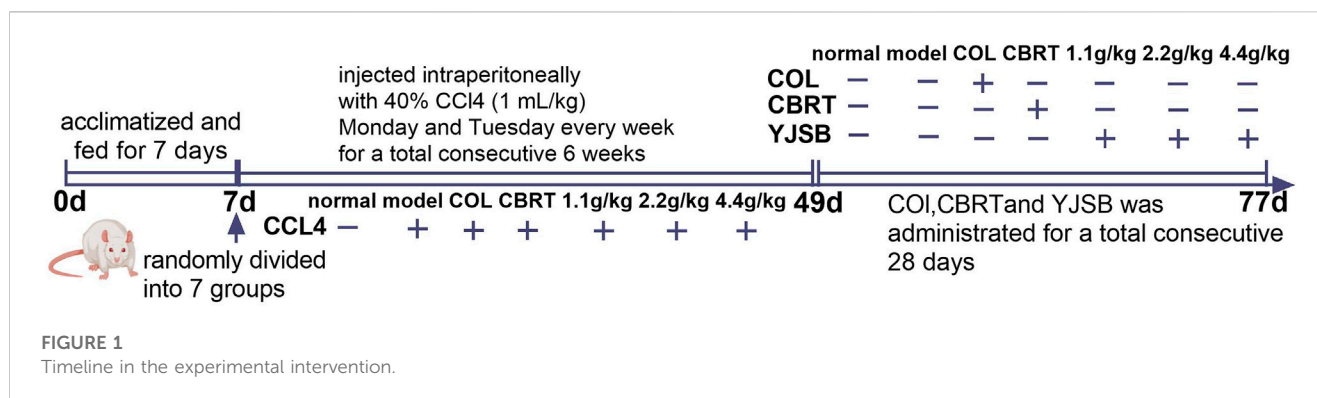 acclimatized and
fed for 7 days
injected intraperitoneally
with 40% CCl4 (1 mL/kg)
Monday and Tuesday every week
for a total consecutive 6 weeks
normal model COL CBRT 1.1g/kg 2.2g/kg 4.4g/kg
COL − − + − − − −
CBRT − − − + − − −
YJSB − − − − + + +
0d 7d 49d 77d
normal model COL CBRT 1.1g/kg 2.2g/kg 4.4g/kg
CCL4 − + + + + + +
randomly divided
into 7 groups
COI,CBRTand YJSB was
administrated for a total consecutive
28 days
FIGURE 1
Timeline in the experimental intervention.